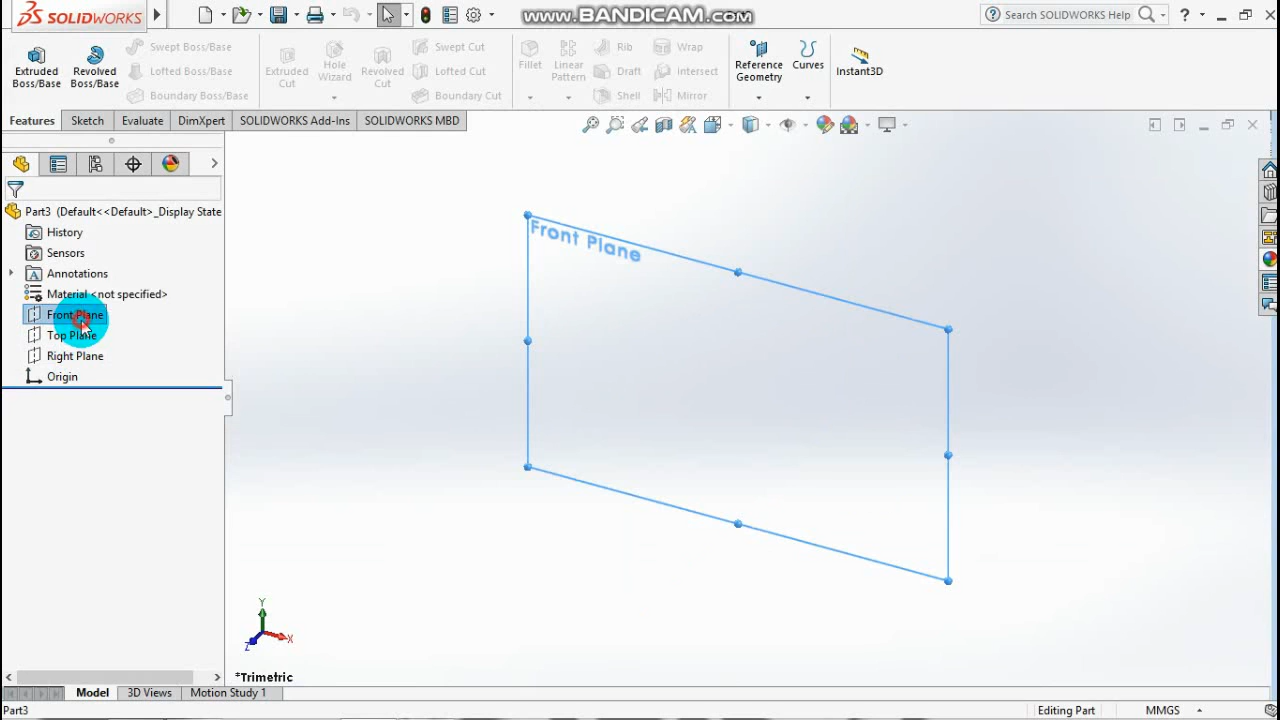 SOLIDWORKS
www.BANDICAM.com
Search SOLIDWORKS Help
?
Extruded Boss/Base
Revolved Boss/Base
Swept Boss/Base
Lofted Boss/Base
Boundary Boss/Base
Extruded Cut
Hole Wizard
Revolved Cut
Swept Cut
Lofted Cut
Boundary Cut
Fillet
Linear Pattern
Rib
Draft
Shell
Wrap
Intersect
Mirror
Reference Geometry
Curves
Instant3D
Features
Sketch
Evaluate
DimXpert
SOLIDWORKS Add-Ins
SOLIDWORKS MBD
Part3 (Default<<Default>_Display State
History
Sensors
Annotations
Material <not specified>
Front Plane
Top Plane
Right Plane
Origin
Front Plane
Y
X
Z
*Trimetric
Model
3D Views
Motion Study 1
Part3
Editing Part
MMGS